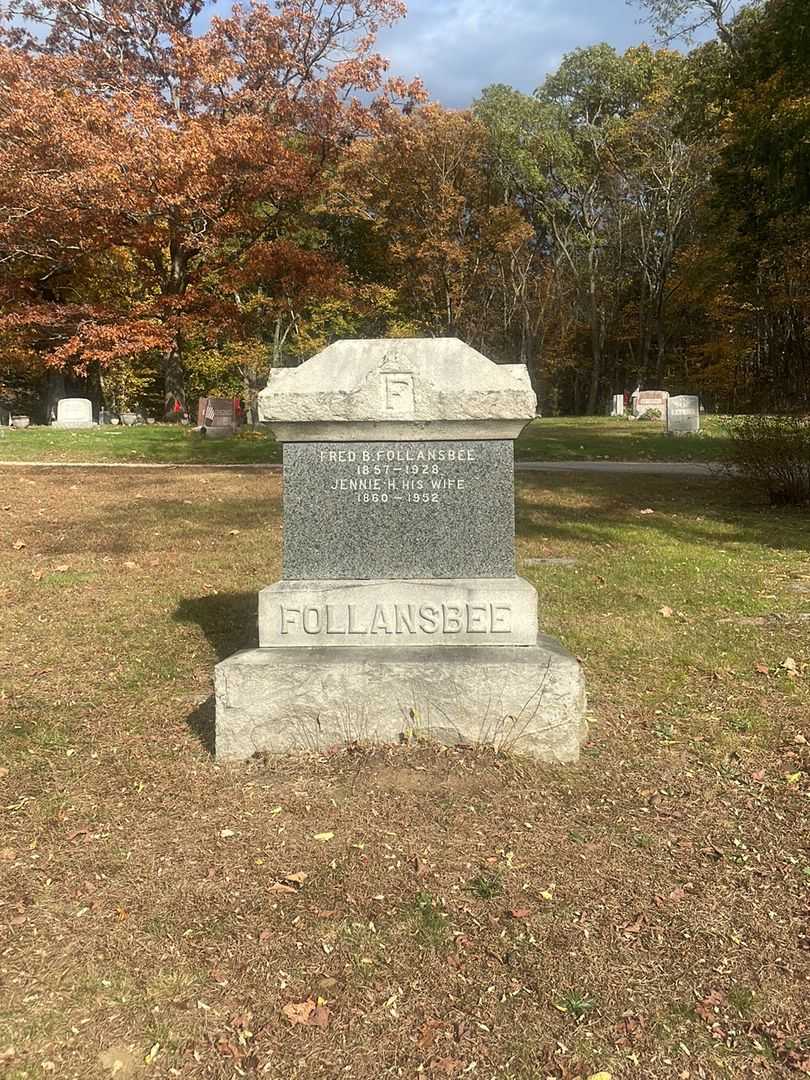 F
FRED B. FOLLANSBEE
1857–1928
JENNIE H. HIS WIFE
1860–1952
FOLLANSBEE